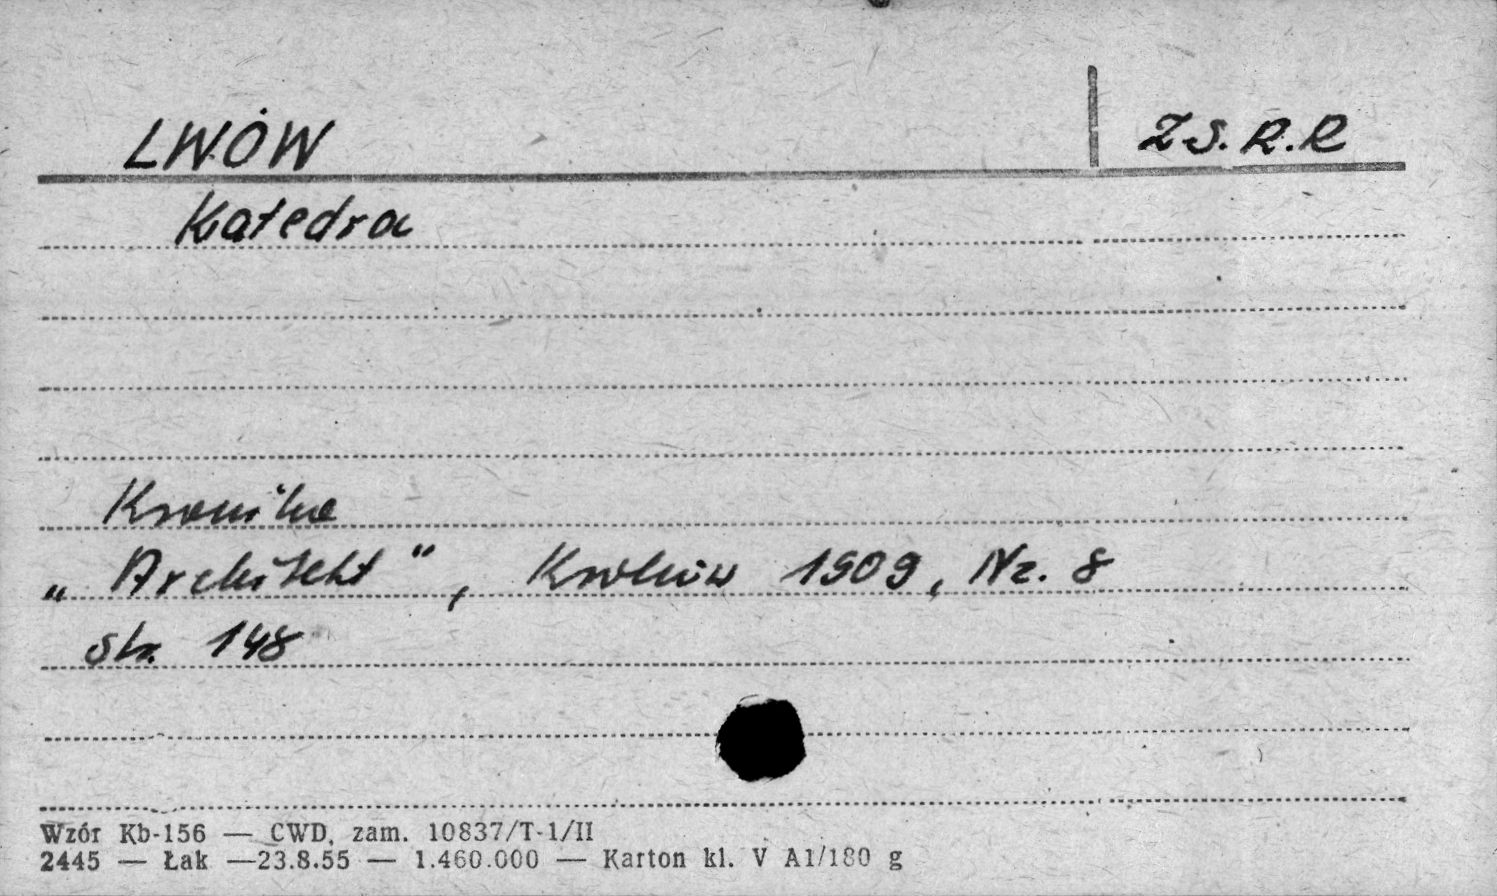 LWÓW
ZS.R.R
Katedra
Kronika
„Architekt", Kraków 1909, Nr. 8
str. 148
Wzór Kb-156 — CWD, zam. 10837/T-1/II
2445 — Łak — 23.8.55 — 1.460.000 — Karton kl. V A1/180 g